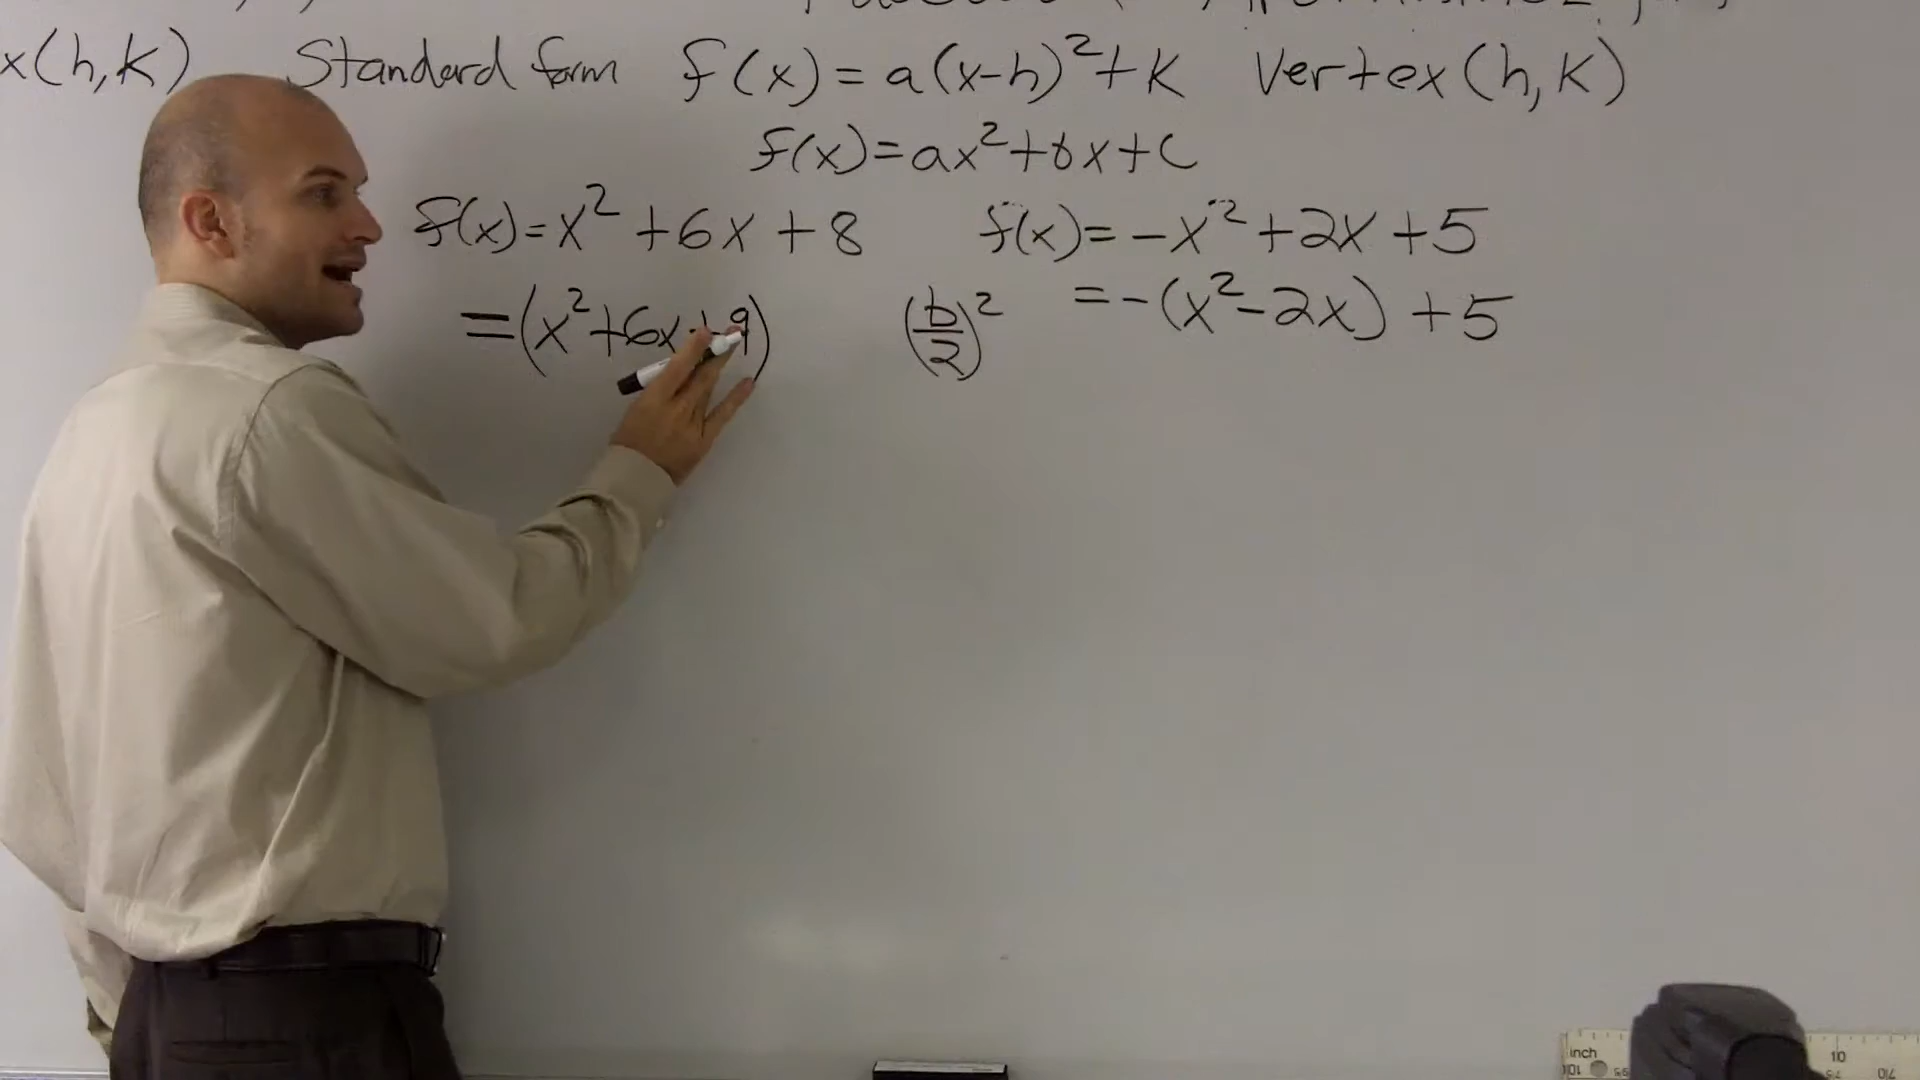 x(h,k) Standard form f(x)=a(x-h)²+k Vertex(h,k)
f(x)=ax²+bx+c
f(x)=x²+6x+8 f(x)=-x²+2x+5
=(x²+6x+9) (b/2)² =-(x²-2x)+5
inch
10